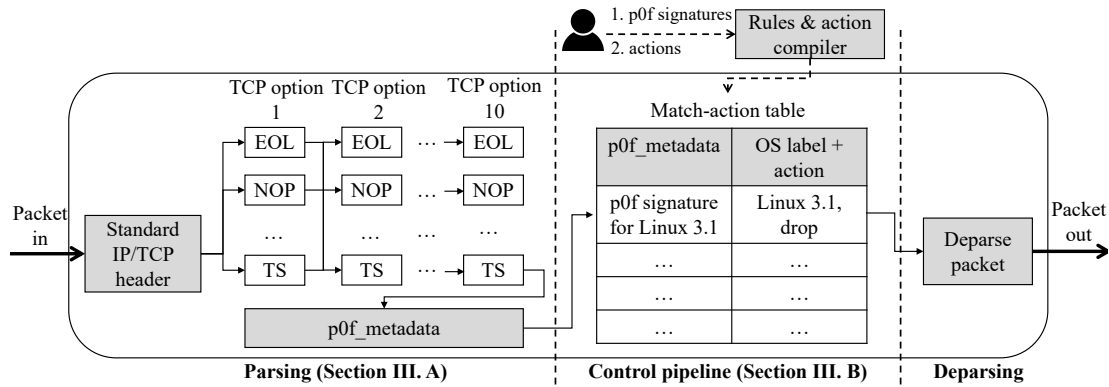 1. p0f signatures
2. actions
Rules & action
compiler
TCP option
1
TCP option
2
TCP option
10
EOL
EOL
…
EOL
NOP
NOP
…
NOP
…
…
…
TS
TS
…
TS
Packet
in
Standard
IP/TCP
header
p0f_metadata
Match-action table
p0f_metadata
OS label +
action
p0f signature
for Linux 3.1
Linux 3.1,
drop
…
…
…
…
…
…
Deparse
packet
Packet
out
Parsing (Section III. A)
Control pipeline (Section III. B)
Deparsing